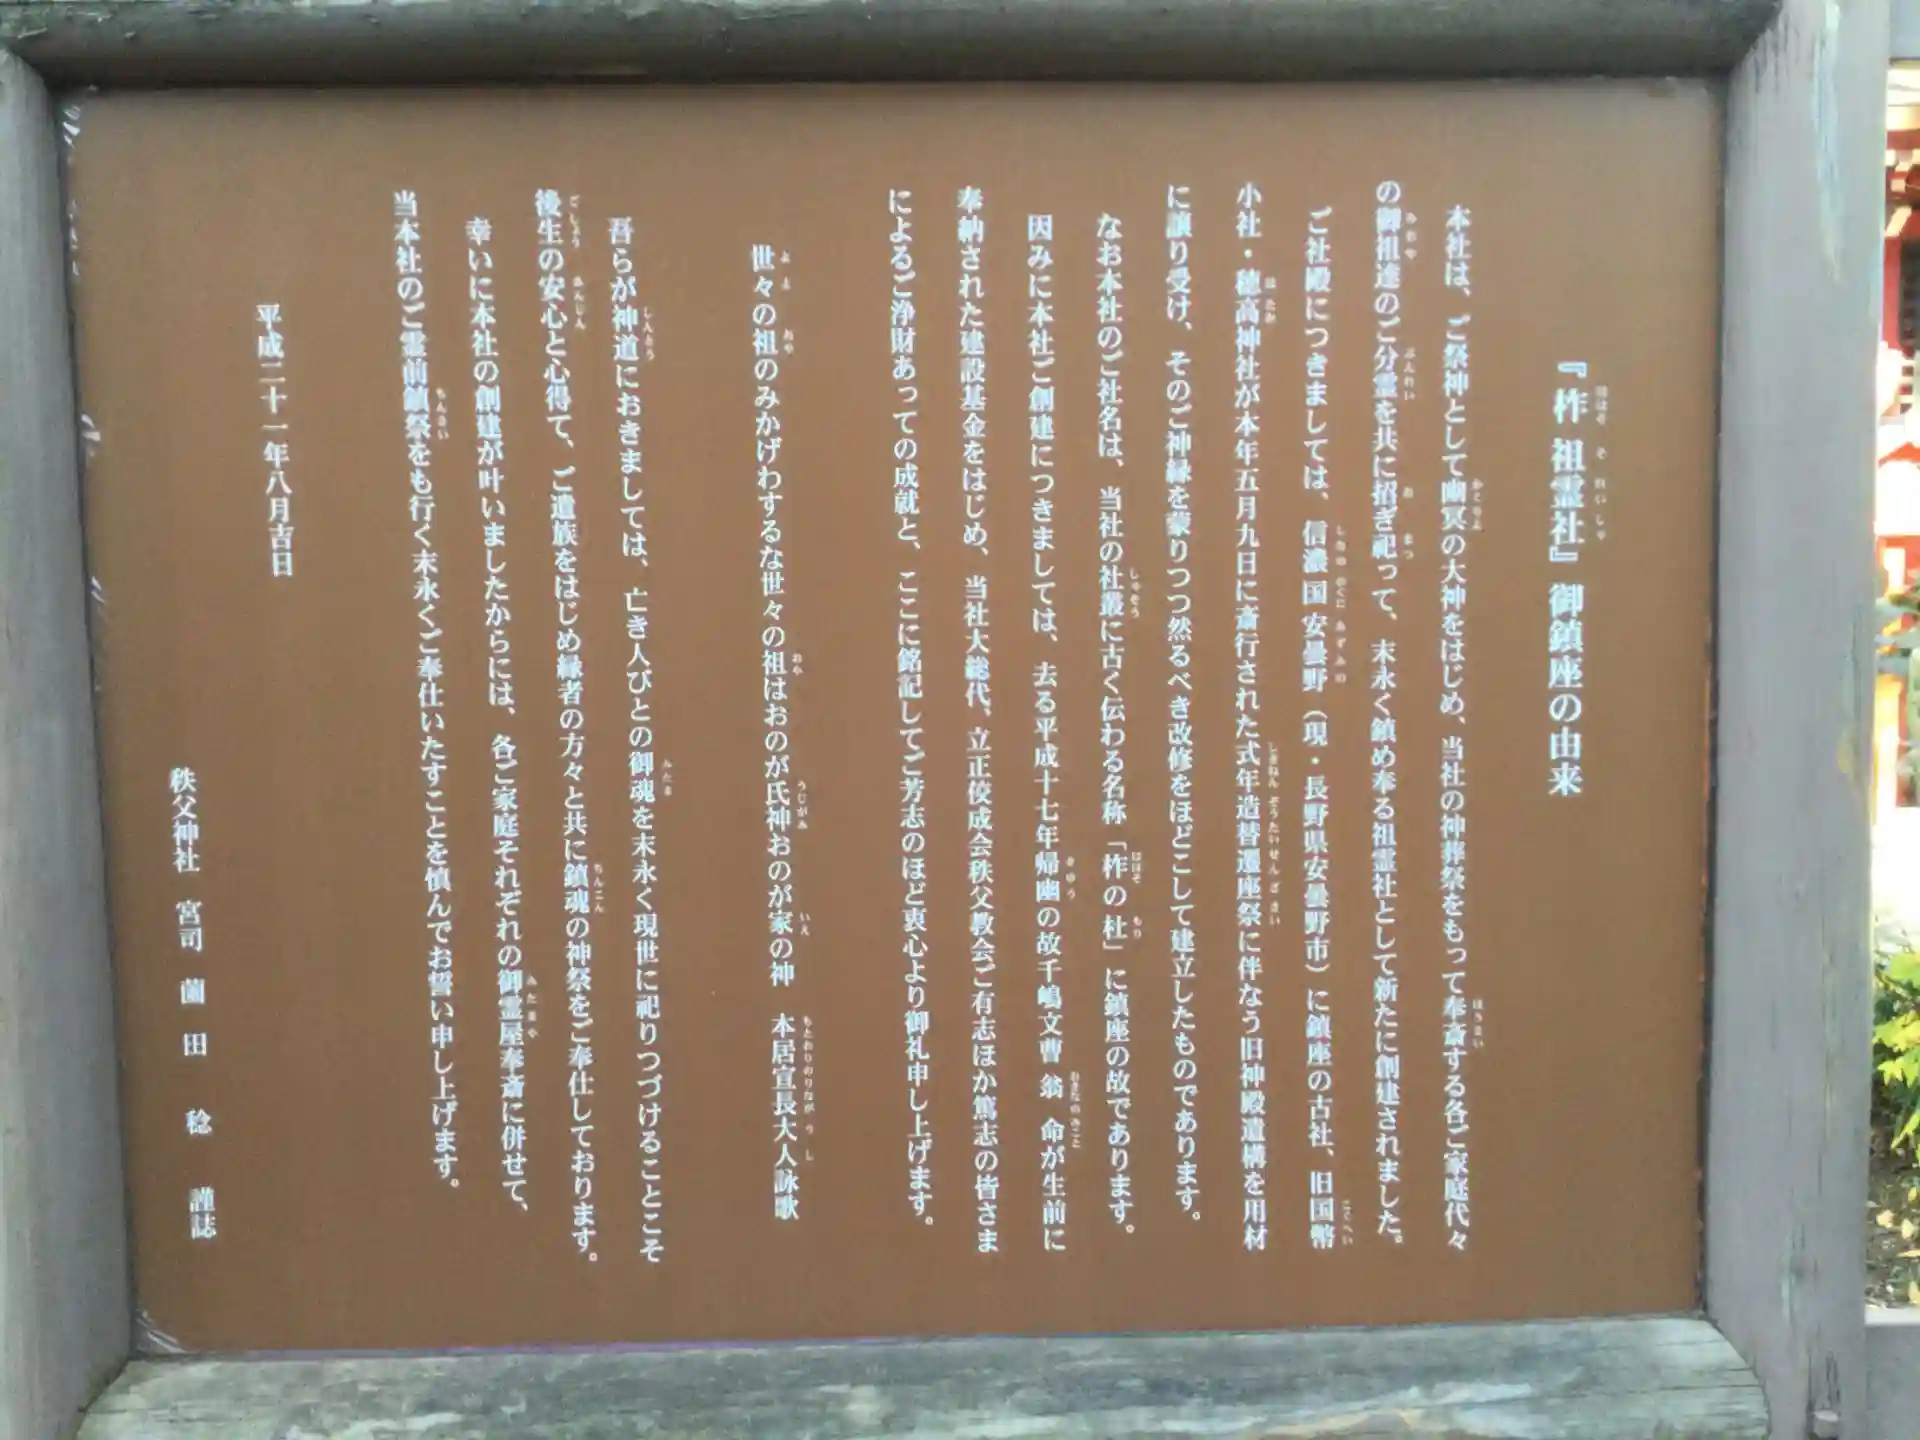 『柞祖霊社』御鎮座の由来
本社は、ご祭神として幽冥の大神をはじめ、当社の神葬祭をもって奉斎する各ご家庭代々
の御祖達のご分霊を共に招ぎ祀って、末永く鎮め奉る祖霊社として新たに創建されました。
ご社殿につきましては、信濃国安曇野（現・長野県安曇野市）に鎮座の古社、旧国幣
小社・穂高神社が本年五月九日に斎行された式年造替遷座祭に伴なう旧神殿遺構を用材
に譲り受け、そのご神縁を蒙りつつ然るべき改修をほどこして建立したものであります。
なお本社のご社名は、当社の社叢に古く伝わる名称「柞の杜」に鎮座の故であります。
因みに本社ご創建につきましては、去る平成十七年帰幽の故千嶋文曹翁命が生前に
奉納された建設基金をはじめ、当社大総代、立正佼成会秩父教会ご有志ほか篤志の皆さま
によるご浄財あっての成就と、ここに銘記してご芳志のほど衷心より御礼申し上げます。
世々の祖のみかげわするな世々の祖はおのが氏神おのが家の神　本居宣長大人詠歌
吾らが神道におきましては、亡き人びとの御魂を末永く現世に祀りつづけることこそ
後生の安心と心得て、ご遺族をはじめ縁者の方々と共に鎮魂の神祭をご奉仕しております。
幸いに本社の創建が叶いましたからには、各ご家庭それぞれの御霊屋奉斎に併せて、
当本社のご霊前鎮祭をも行く末永くご奉仕いたすことを慎んでお誓い申し上げます。
平成二十一年八月吉日
秩父神社　宮司　薗田　稔　謹誌